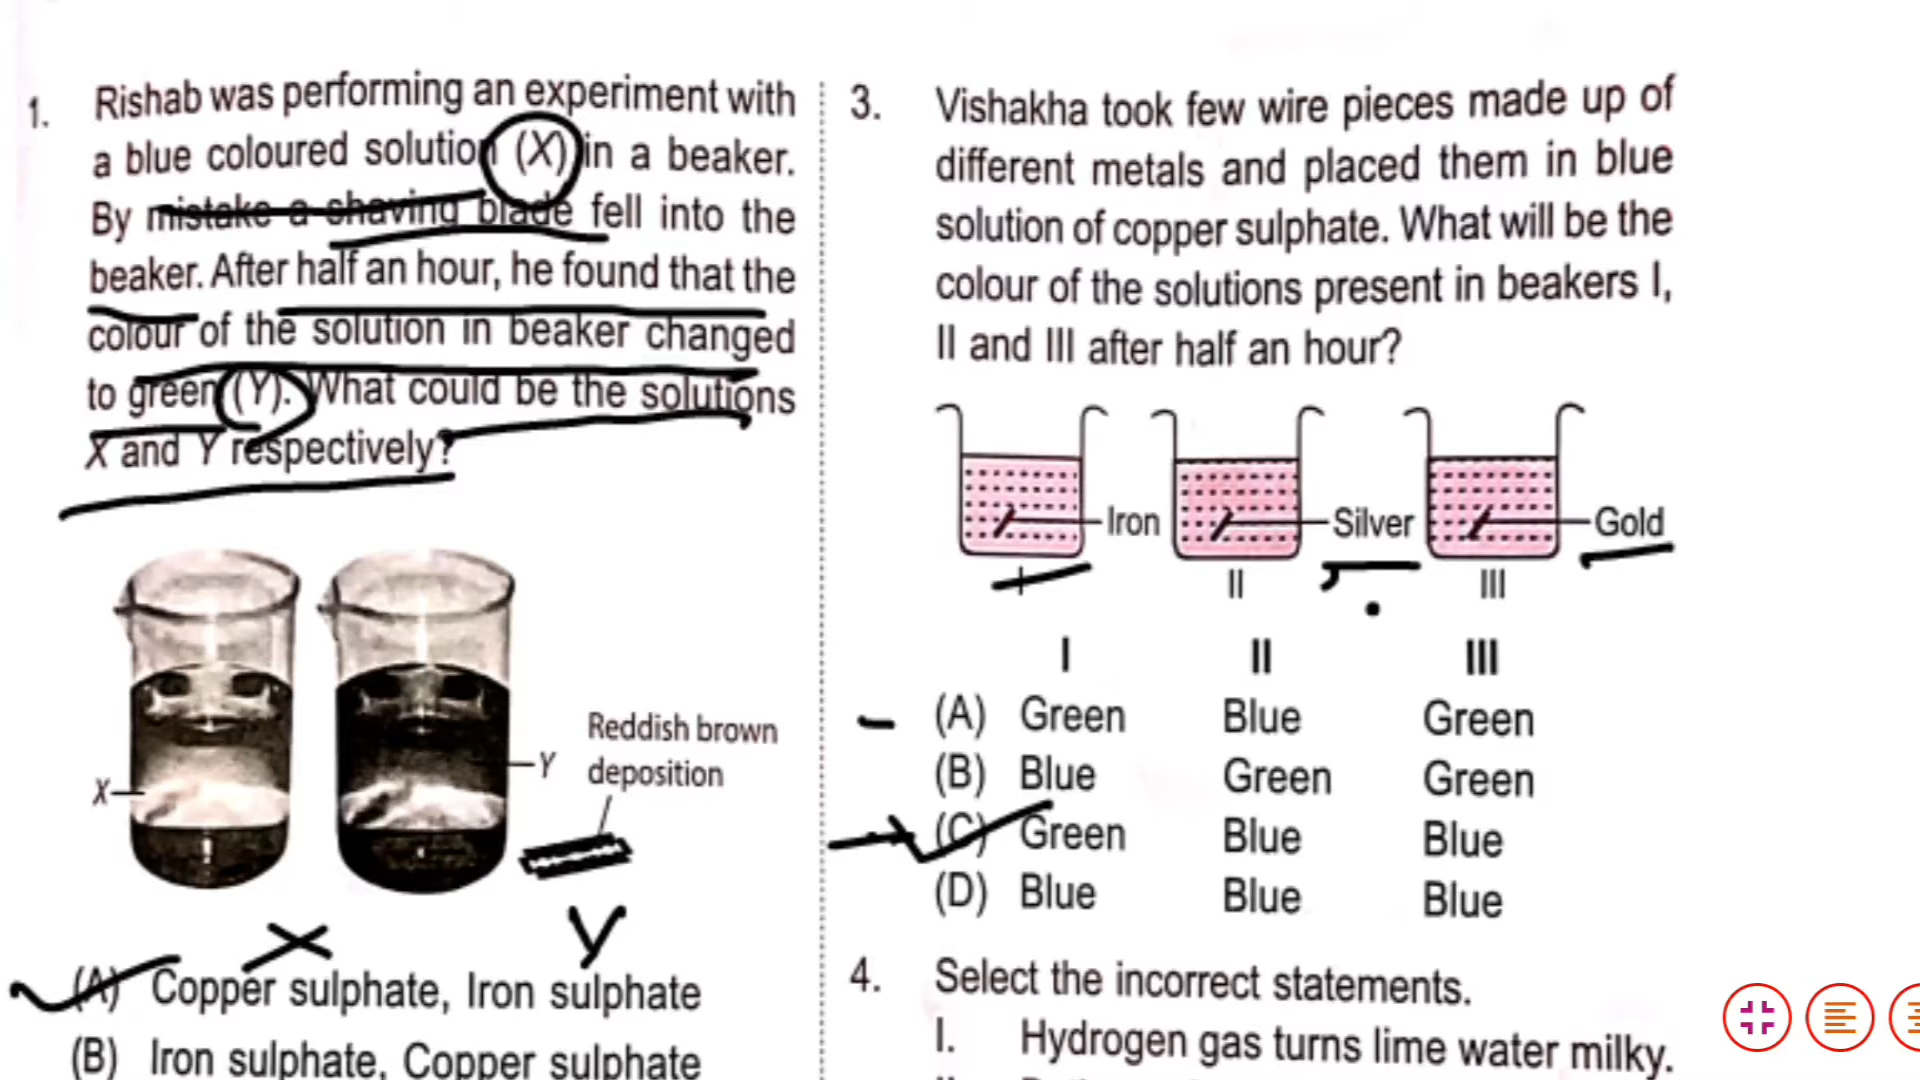 1. Rishab was performing an experiment with
a blue coloured solution (X) in a beaker.
By mistake a shaving blade fell into the
beaker. After half an hour, he found that the
colour of the solution in beaker changed
to green (Y). What could be the solutions
X and Y respectively?
Reddish brown
deposition
X
Y
X Y
(A) Copper sulphate, Iron sulphate
(B) Iron sulphate, Copper sulphate
3. Vishakha took few wire pieces made up of
different metals and placed them in blue
solution of copper sulphate. What will be the
colour of the solutions present in beakers I,
II and III after half an hour?
Iron Silver Gold
I II III
I II III
(A) Green Blue Green
(B) Blue Green Green
(C) Green Blue Blue
(D) Blue Blue Blue
4. Select the incorrect statements.
I. Hydrogen gas turns lime water milky.